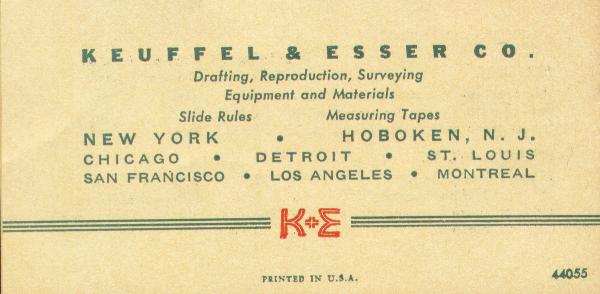 KEUFFEL & ESSER CO.
Drafting, Reproduction, Surveying
Equipment and Materials
Slide Rules Measuring Tapes
NEW YORK • HOBOKEN, N. J.
CHICAGO • DETROIT • ST. LOUIS
SAN FRANCISCO • LOS ANGELES • MONTREAL
K+E
PRINTED IN U.S.A.
44055